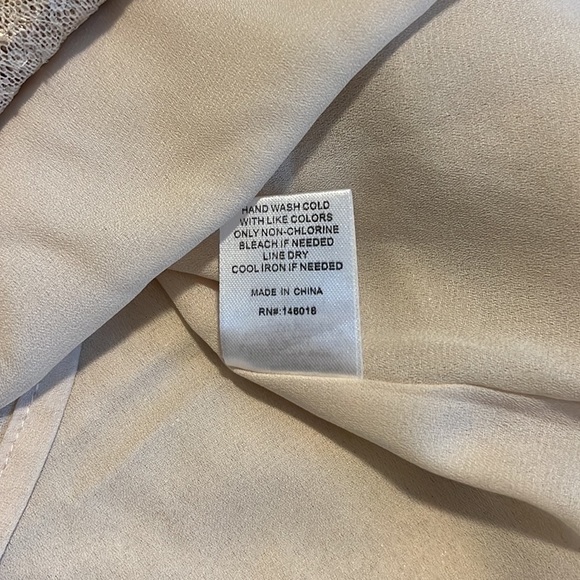 HAND WASH COLD
WITH LIKE COLORS
ONLY NON-CHLORINE
BLEACH IF NEEDED
LINE DRY
COOL IRON IF NEEDED
MADE IN CHINA
RN#:146016